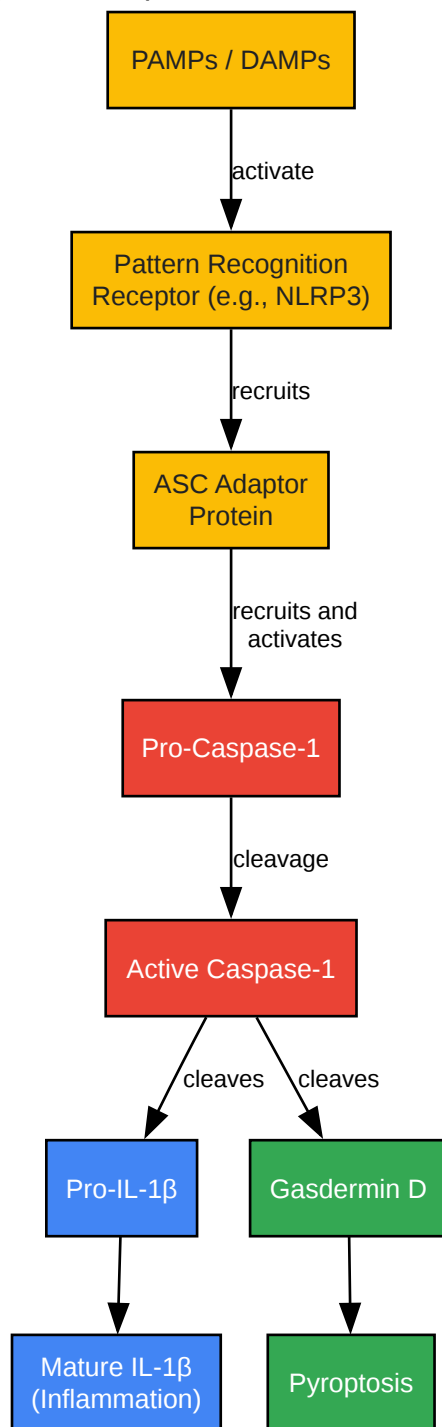 PAMPs / DAMPs
activate
Pattern Recognition
Receptor (e.g., NLRP3)
recruits
ASC Adaptor
Protein
recruits and
activates
Pro-Caspase-1
cleavage
Active Caspase-1
cleaves
cleaves
Pro-IL-1β
Gasdermin D
Mature IL-1β
(Inflammation)
Pyroptosis